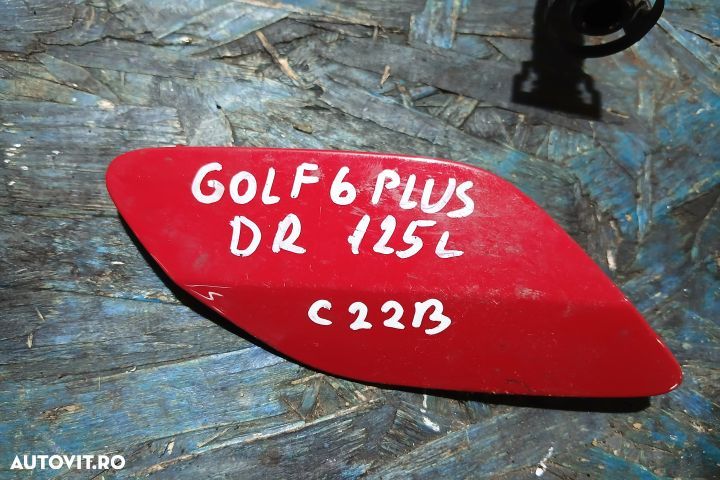 GOLF 6 PLUS
DR 125L
C22B
AUTOVIT.RO